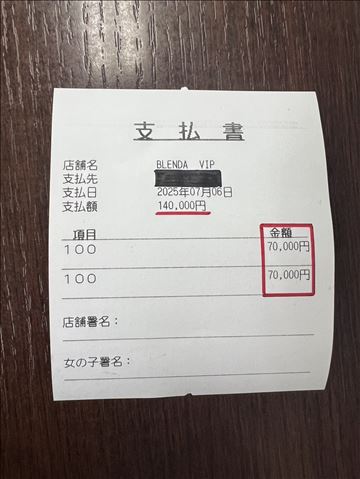 支払書
店舗名 BLENDA VIP
支払先
支払日 2025年07月06日
支払額 140,000円
項目 金額
100 70,000円
100 70,000円
店舗署名：
女の子署名：